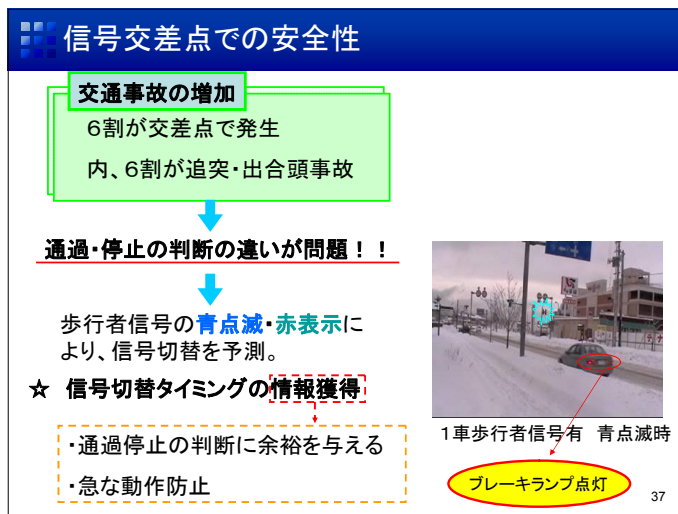 信号交差点での安全性
交通事故の増加
６割が交差点で発生
内、６割が追突・出合頭事故
通過・停止の判断の違いが問題！！
歩行者信号の青点滅・赤表示に
より、信号切替を予測。
☆ 信号切替タイミングの情報獲得
・通過停止の判断に余裕を与える
・急な動作防止
１車歩行者信号有 青点滅時
ブレーキランプ点灯
37